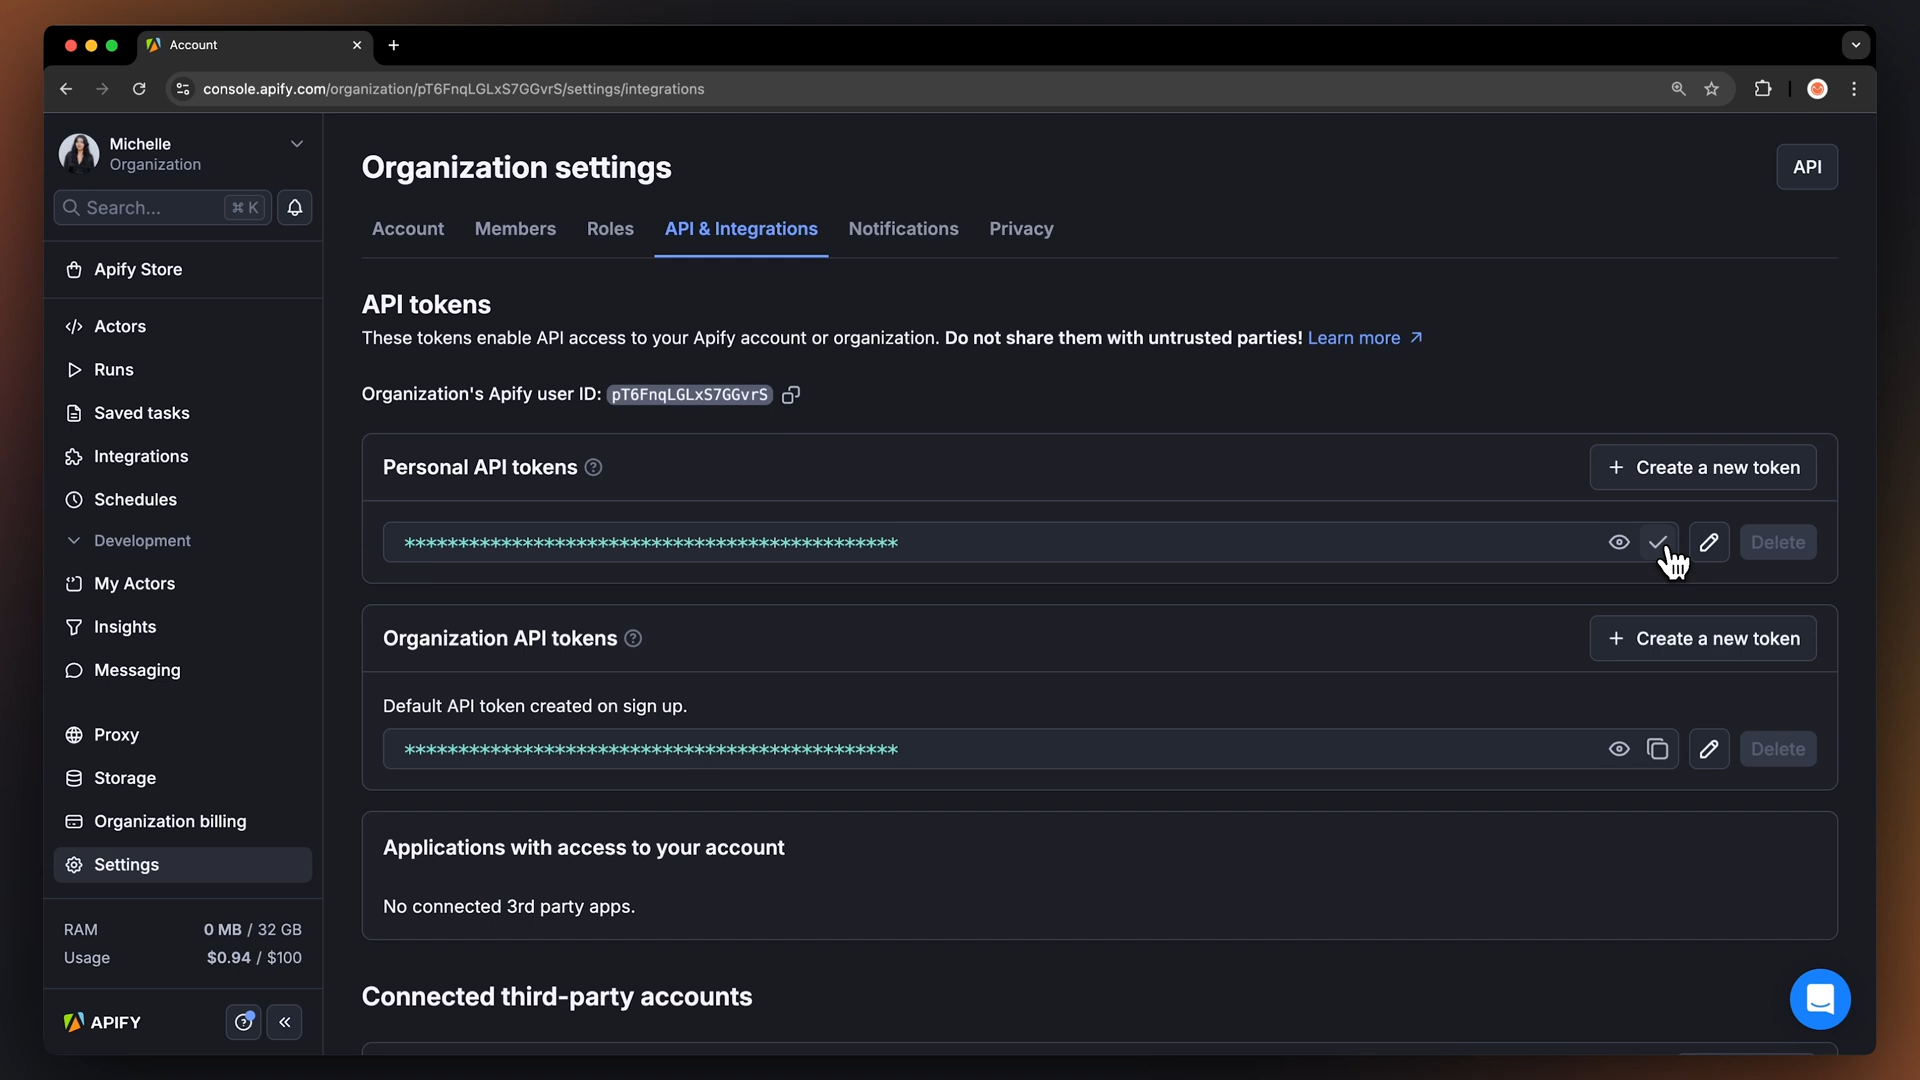 Account
console.apify.com/organization/pT6FnqLGLxS7GGvrS/settings/integrations
Michelle
Organization
Search...
⌘ K
Apify Store
Actors
Runs
Saved tasks
Integrations
Schedules
Development
My Actors
Insights
Messaging
Proxy
Storage
Organization billing
Settings
RAM 0 MB / 32 GB
Usage $0.94 / $100
APIFY
Organization settings
API
Account Members Roles API & Integrations Notifications Privacy
API tokens
These tokens enable API access to your Apify account or organization. Do not share them with untrusted parties! Learn more
Organization's Apify user ID: pT6FnqLGLxS7GGvrS
Personal API tokens
+ Create a new token
**********************************************
Delete
Organization API tokens
+ Create a new token
Default API token created on sign up.
**********************************************
Delete
Applications with access to your account
No connected 3rd party apps.
Connected third-party accounts